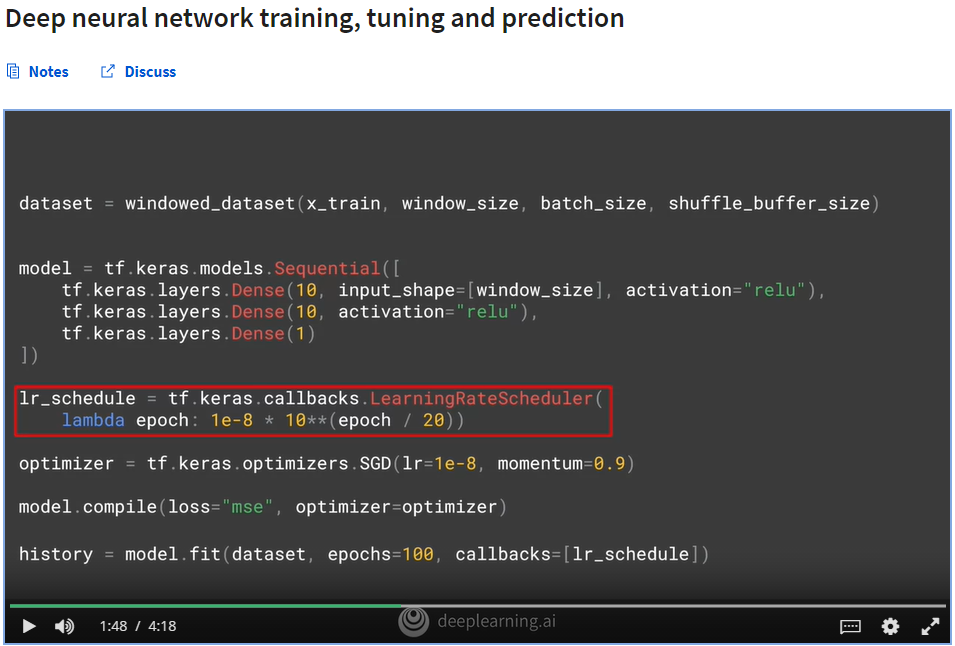 Deep neural network training, tuning and prediction
Notes Discuss
dataset = windowed_dataset(x_train, window_size, batch_size, shuffle_buffer_size)
model = tf.keras.models.Sequential([
    tf.keras.layers.Dense(10, input_shape=[window_size], activation="relu"),
    tf.keras.layers.Dense(10, activation="relu"),
    tf.keras.layers.Dense(1)
])
lr_schedule = tf.keras.callbacks.LearningRateScheduler(
    lambda epoch: 1e-8 * 10**(epoch / 20))
optimizer = tf.keras.optimizers.SGD(lr=1e-8, momentum=0.9)
model.compile(loss="mse", optimizer=optimizer)
history = model.fit(dataset, epochs=100, callbacks=[lr_schedule])
1:48 / 4:18 deeplearning.ai